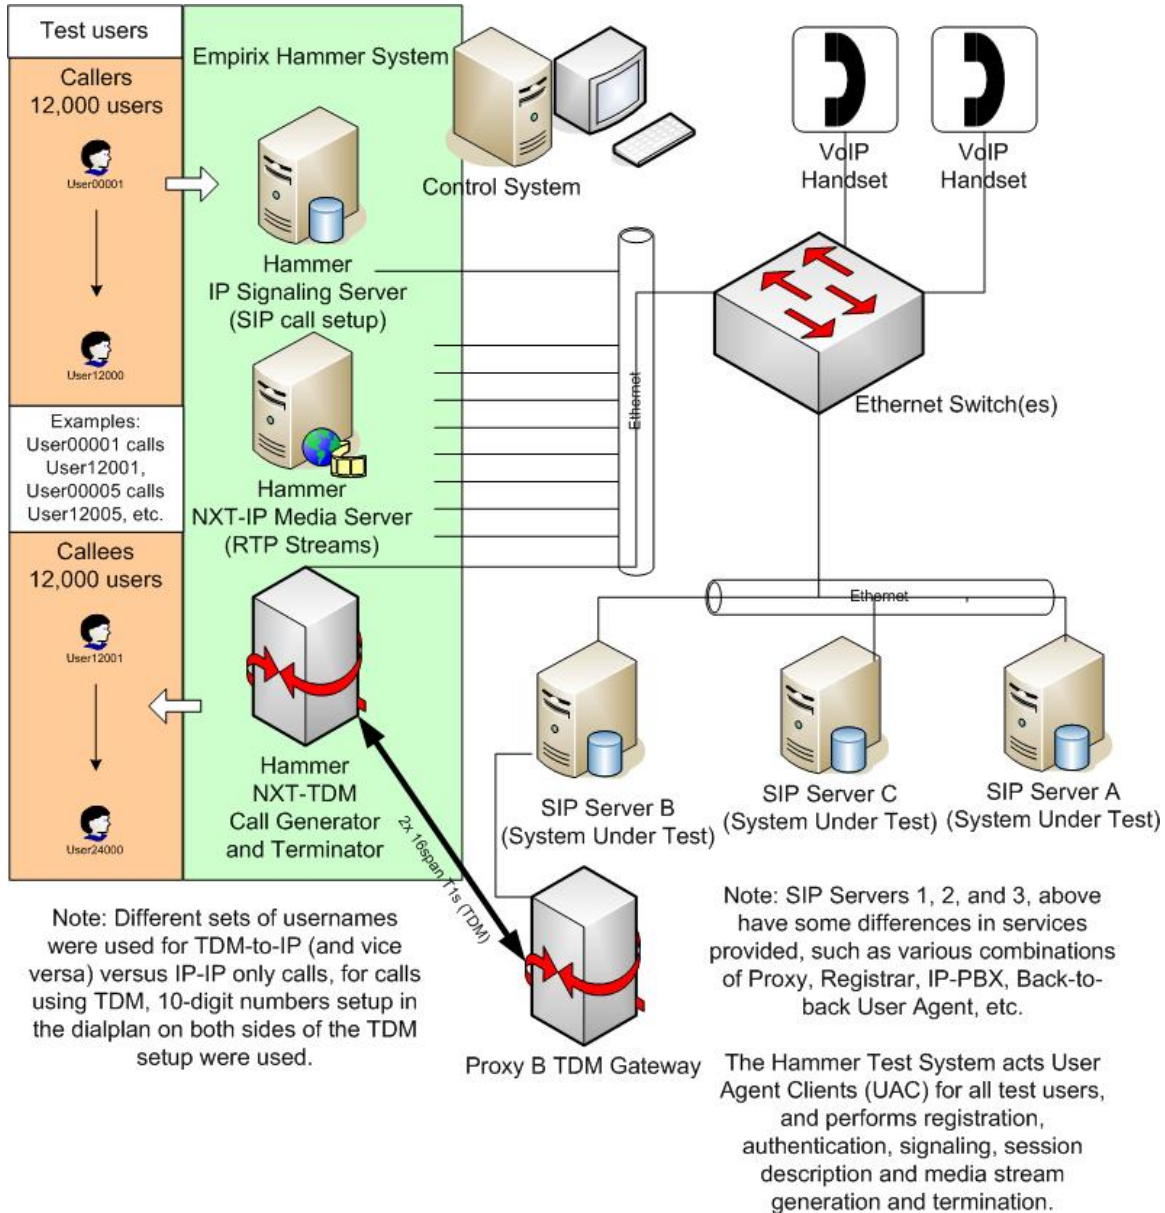 Test users
Callers
12,000 users
User00001
User12000
Examples:
User00001 calls
User12001,
User00005 calls
User12005, etc.
Callees
12,000 users
User12001
User24000
Empirix Hammer System
Hammer
IP Signaling Server
(SIP call setup)
Hammer
NXT-IP Media Server
(RTP Streams)
Hammer
NXT-TDM
Call Generator
and Terminator
Control System
VoIP
Handset
VoIP
Handset
Ethernet
Ethernet Switch(es)
Ethernet
,
SIP Server B
(System Under Test)
SIP Server C
(System Under Test)
SIP Server A
(System Under Test)
2x 16span T1s (TDM)
Proxy B TDM Gateway
Note: Different sets of usernames
were used for TDM-to-IP (and vice
versa) versus IP-IP only calls, for calls
using TDM, 10-digit numbers setup in
the dialplan on both sides of the TDM
setup were used.
Note: SIP Servers 1, 2, and 3, above
have some differences in services
provided, such as various combinations
of Proxy, Registrar, IP-PBX, Back-to-
back User Agent, etc.
The Hammer Test System acts User
Agent Clients (UAC) for all test users,
and performs registration,
authentication, signaling, session
description and media stream
generation and termination.